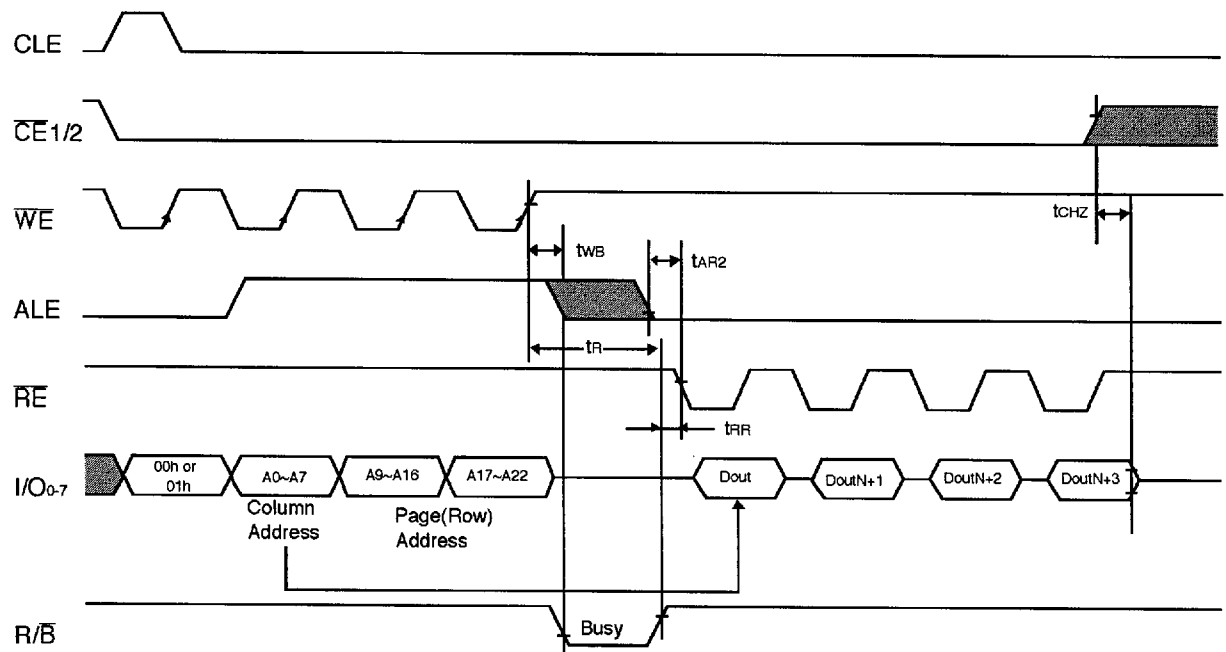 CLE
CE1/2
WE
tCHZ
tWB
tAR2
ALE
tR
RE
tRR
I/O0-7
00h or
01h
A0~A7
A9~A16
A17~A22
Dout
DoutN+1
DoutN+2
DoutN+3
Column
Address
Page(Row)
Address
R/B
Busy